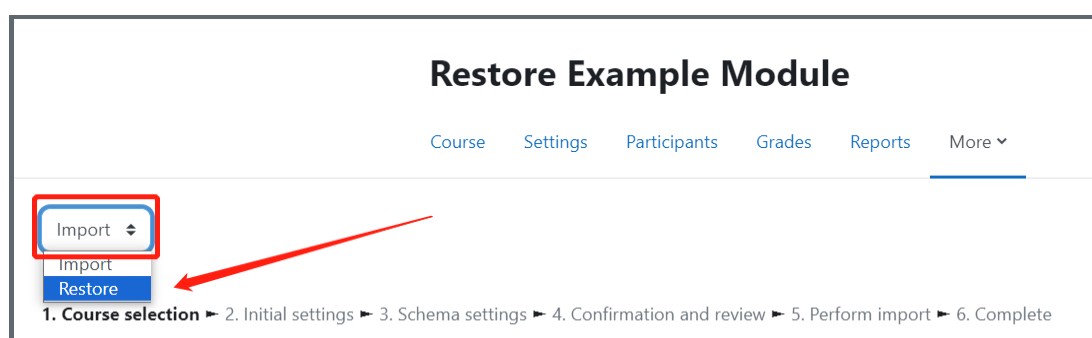 Restore Example Module
Course Settings Participants Grades Reports More
Import
Import
Restore
1. Course selection ► 2. Initial settings ► 3. Schema settings ► 4. Confirmation and review ► 5. Perform import ► 6. Complete